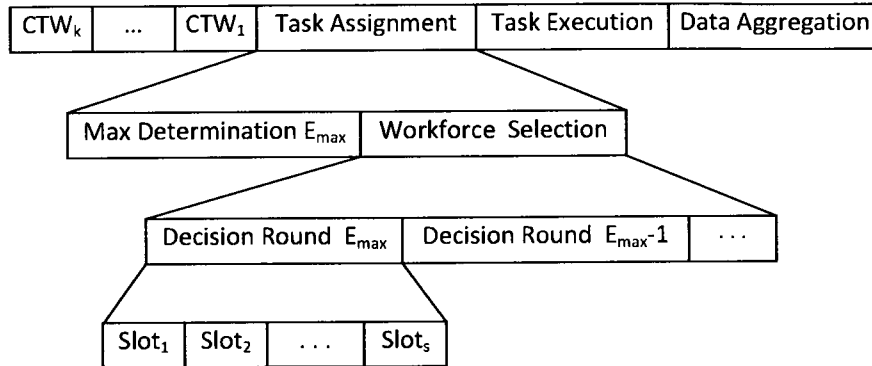 CTWₖ ... CTW₁ Task Assignment Task Execution Data Aggregation
Max Determination Eₘₐₓ Workforce Selection
Decision Round Eₘₐₓ Decision Round Eₘₐₓ-1 ...
Slot₁ Slot₂ ... Slotₛ